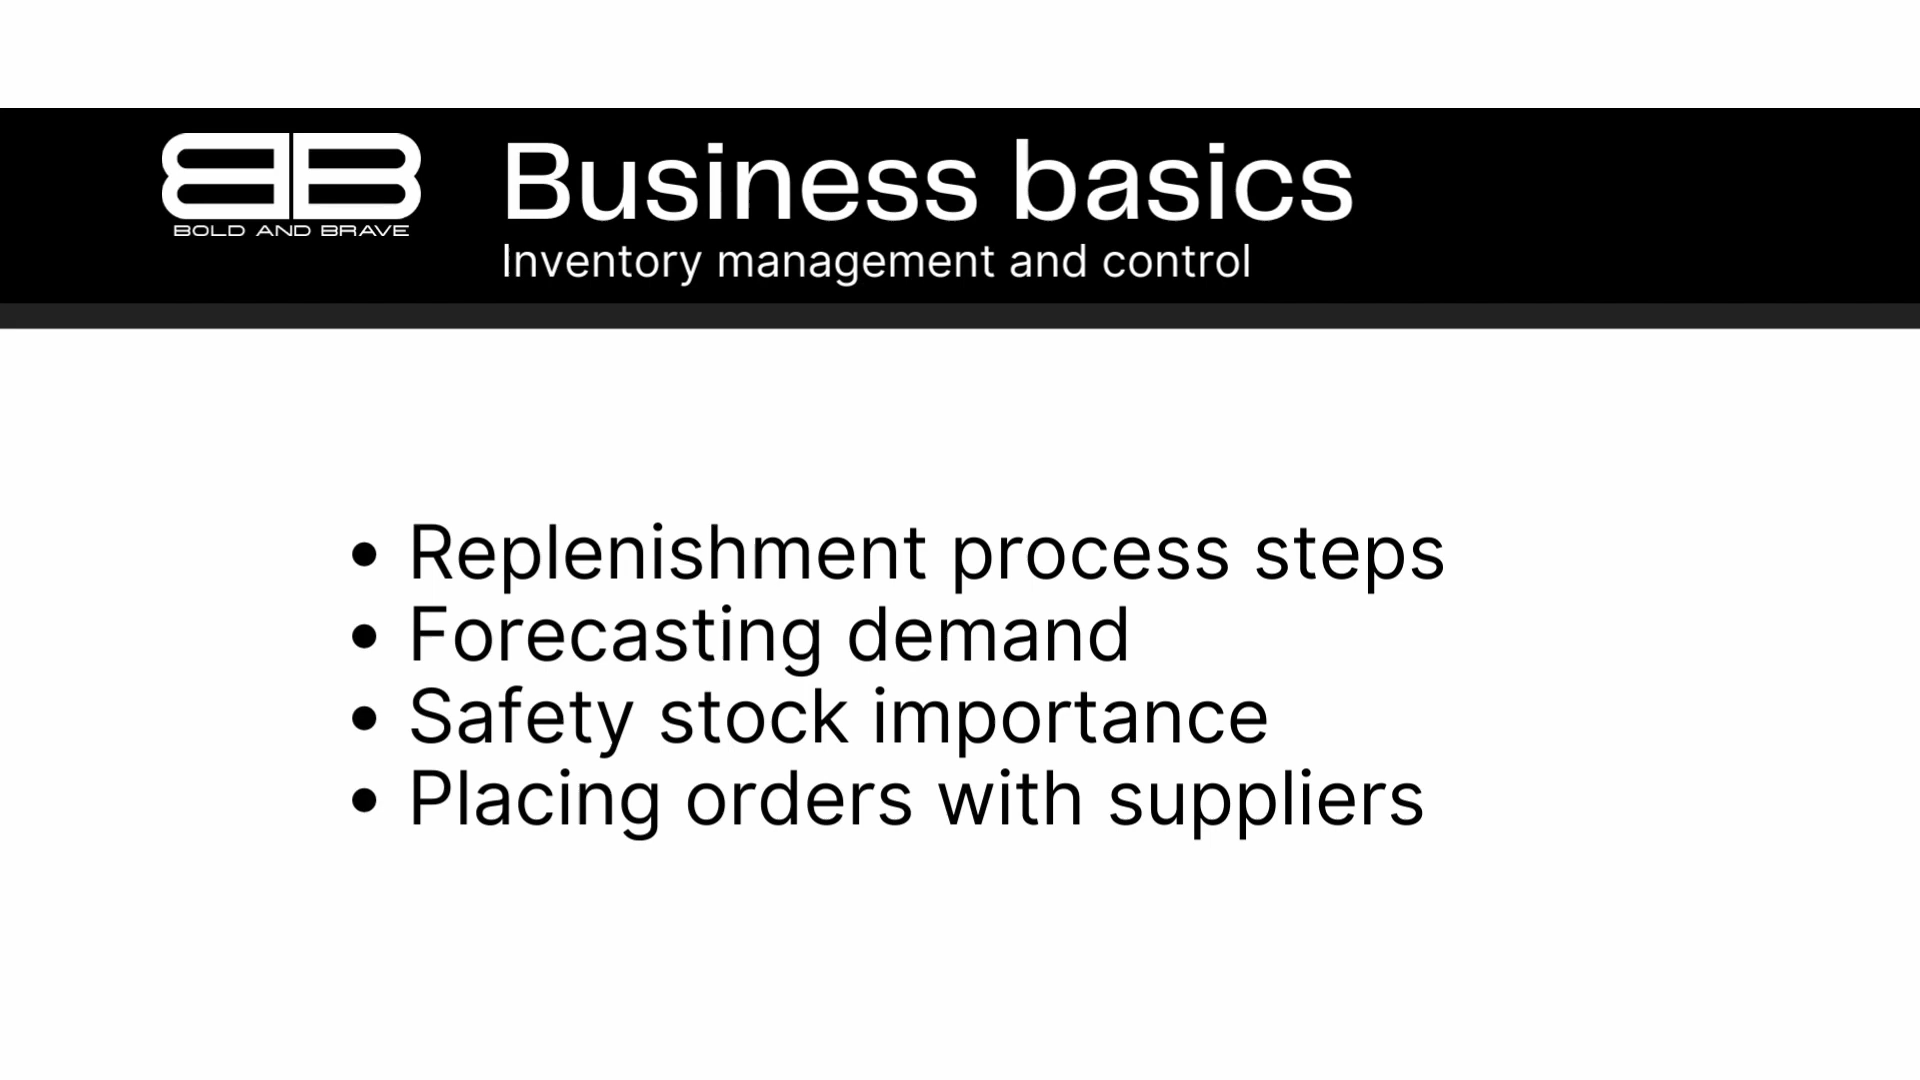 BOLD AND BRAVE
Business basics
Inventory management and control
• Replenishment process steps
• Forecasting demand
• Safety stock importance
• Placing orders with suppliers